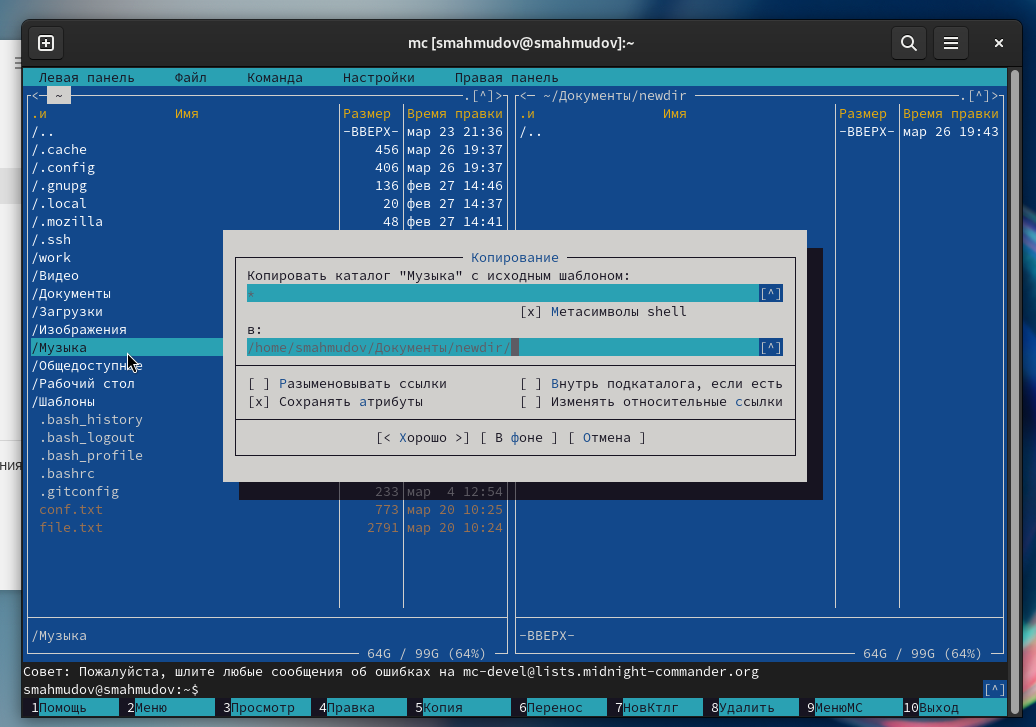 mc [smahmudov@smahmudov]:~
Левая панель Файл Команда Настройки Правая панель
<─ ~ .[^]> <─ ~/Документы/newdir .[^]>
.и Имя Размер Время правки .и Имя Размер Время правки
/.. -ВВЕРХ- мар 23 21:36 /.. -ВВЕРХ- мар 26 19:43
/.cache 456 мар 26 19:37
/.config 406 мар 26 19:37
/.gnupg 136 фев 27 14:46
/.local 20 фев 27 14:37
/.mozilla 48 фев 27 14:41
/.ssh
/work Копирование
/Видео Копировать каталог "Музыка" с исходным шаблоном:
/Документы * [^]
/Загрузки [x] Метасимволы shell
/Изображения в:
/Музыка /home/smahmudov/Документы/newdir/ [^]
/Общедоступные
/Рабочий стол [ ] Разыменовывать ссылки [ ] Внутрь подкаталога, если есть
/Шаблоны [x] Сохранять атрибуты [ ] Изменять относительные ссылки
.bash_history
.bash_logout [< Хорошо >] [ В фоне ] [ Отмена ]
.bash_profile
.bashrc
.gitconfig 233 мар 4 12:54
conf.txt 773 мар 20 10:25
file.txt 2791 мар 20 10:24
/Музыка -ВВЕРХ-
64G / 99G (64%) 64G / 99G (64%)
Совет: Пожалуйста, шлите любые сообщения об ошибках на mc-devel@lists.midnight-commander.org
smahmudov@smahmudov:~$ [^]
1Помощь 2Меню 3Просмотр 4Правка 5Копия 6Перенос 7НовКтлг 8Удалить 9МенюМС 10Выход